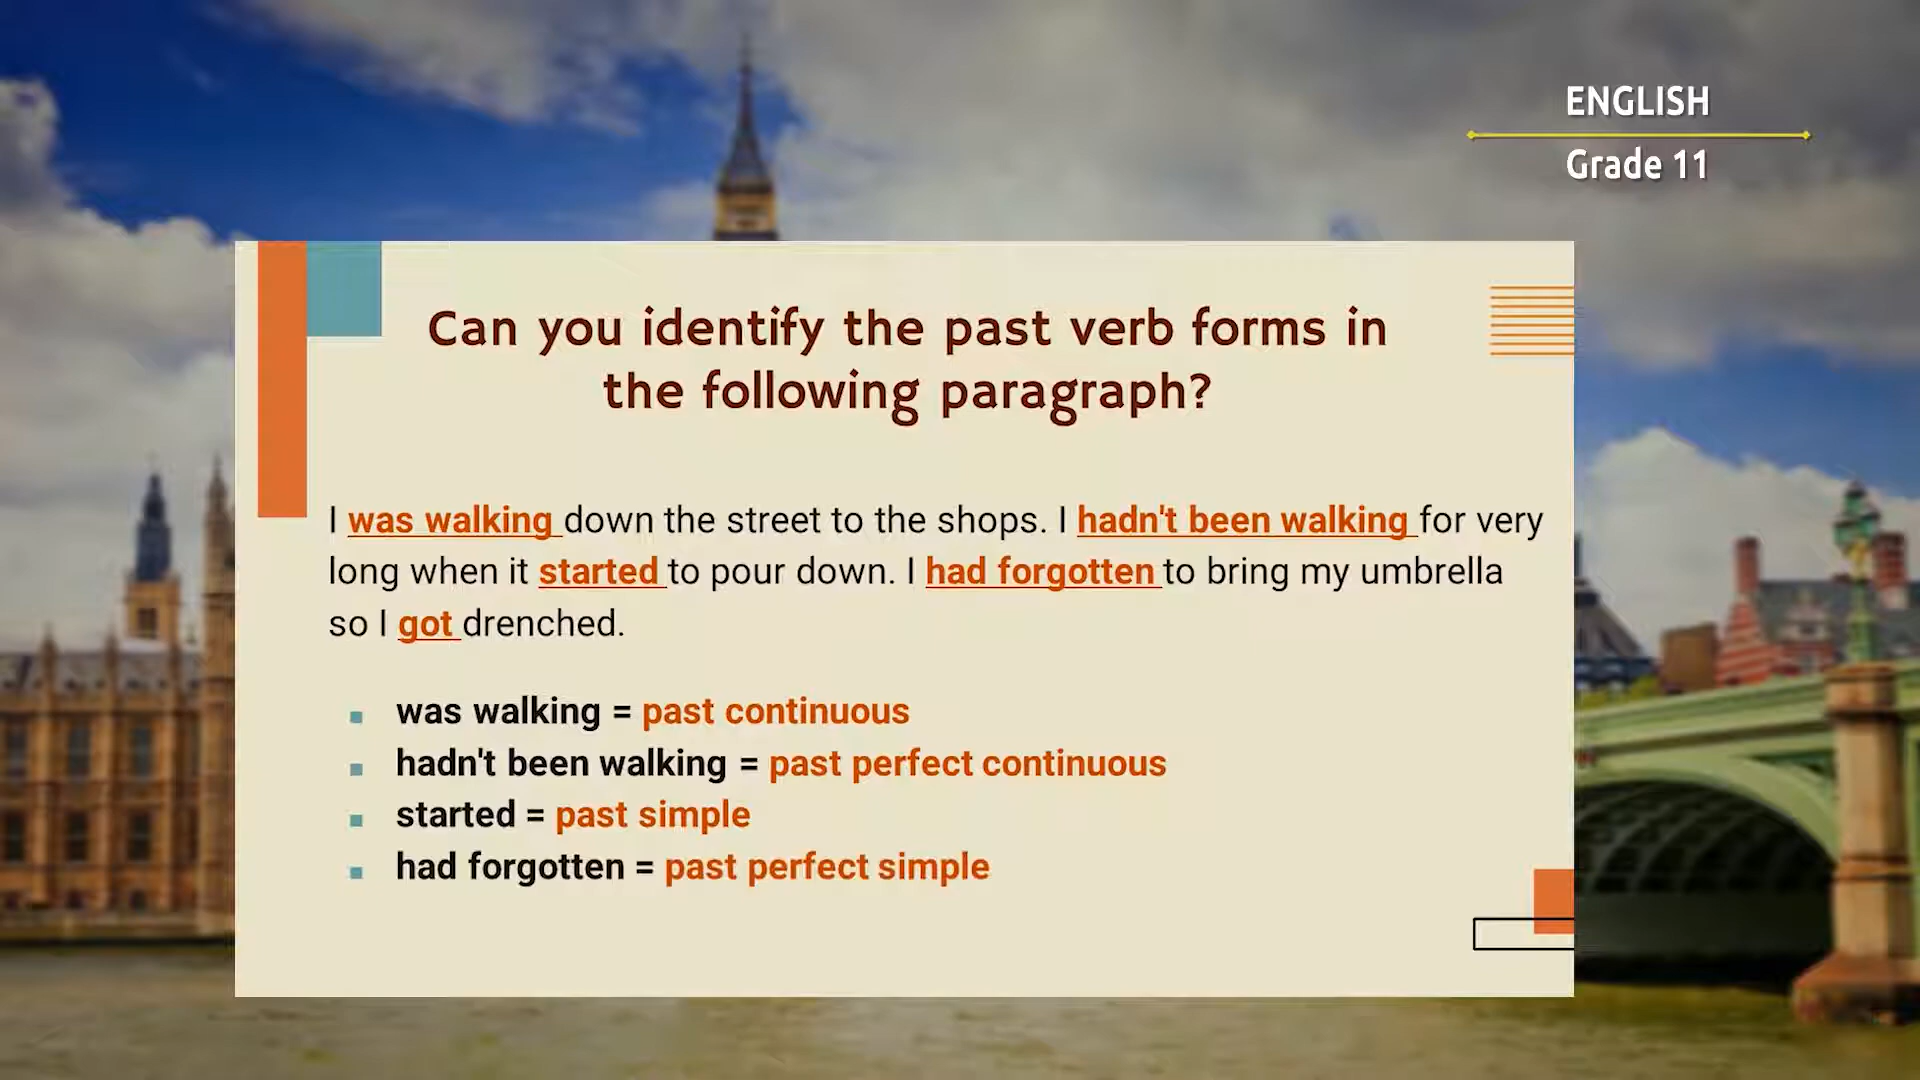 ENGLISH
Grade 11
Can you identify the past verb forms in
the following paragraph?
I was walking down the street to the shops. I hadn't been walking for very
long when it started to pour down. I had forgotten to bring my umbrella
so I got drenched.
▪ was walking = past continuous
▪ hadn't been walking = past perfect continuous
▪ started = past simple
▪ had forgotten = past perfect simple